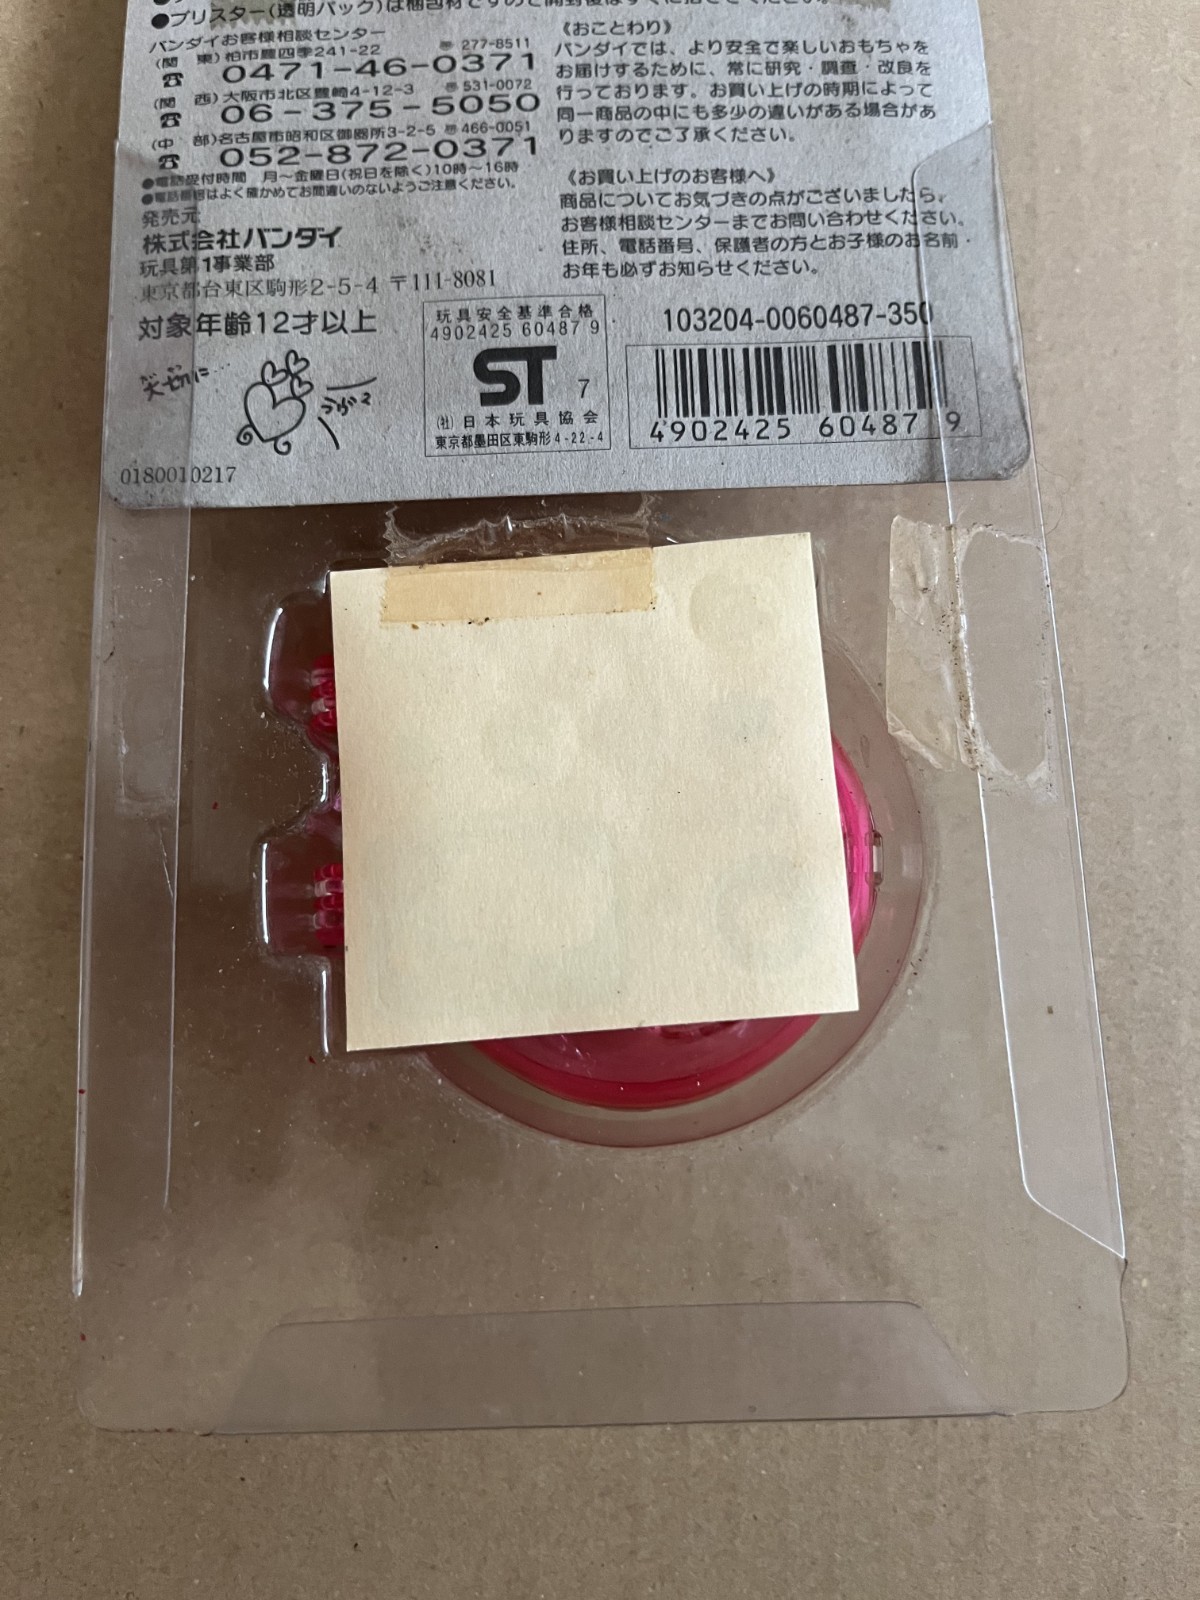 ●ブリスター(透明パック)は梱包材ですので開封後はすぐに捨ててください。
バンダイお客様相談センター
(関 東)柏市豊四季241-22 〠277-8511
☎ 0471-46-0371
(関 西)大阪市北区豊崎4-12-3 〠531-0072
☎ 06-375-5050
(中 部)名古屋市昭和区御器所3-2-5 〠466-0051
☎ 052-872-0371
●電話受付時間 月〜金曜日(祝日を除く)10時〜16時
●電話番号はよく確かめてお間違いのないようご注意ください。
発売元
株式会社バンダイ
玩具第1事業部
東京都台東区駒形2-5-4 〒111-8081
対象年齢12才以上
《おことわり》
バンダイでは、より安全で楽しいおもちゃを
お届けするために、常に研究・調査・改良を
行っております。お買い上げの時期によって
同一商品の中にも多少の違いがある場合があ
りますのでご了承ください。
《お買い上げのお客様へ》
商品についてお気づきの点がございましたら、
お客様相談センターまでお問い合わせください。
住所、電話番号、保護者の方とお子様のお名前・
お年も必ずお知らせください。
玩具安全基準合格
4902425 60487 9
ST 7
(社)日本玩具協会
東京都墨田区東駒形4-22-4
103204-0060487-350
4902425 60487 9
0180010217